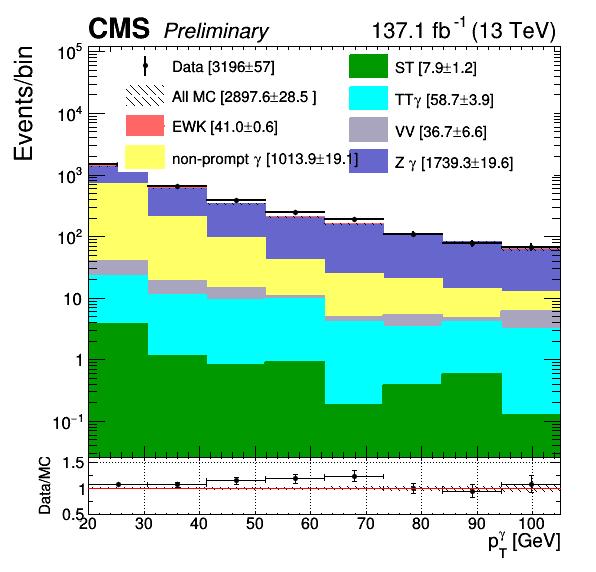 CMS Preliminary 137.1 fb⁻¹ (13 TeV)
Events/bin
10⁵
10⁴
10³
10²
10
1
10⁻¹
Data [3196±57]
All MC [2897.6±28.5 ]
EWK [41.0±0.6]
non-prompt γ [1013.9±19.1]
ST [7.9±1.2]
TTγ [58.7±3.9]
VV [36.7±6.6]
Z γ [1739.3±19.6]
Data/MC
1.5
1
0.5
20 30 40 50 60 70 80 90 100
p_T^γ [GeV]